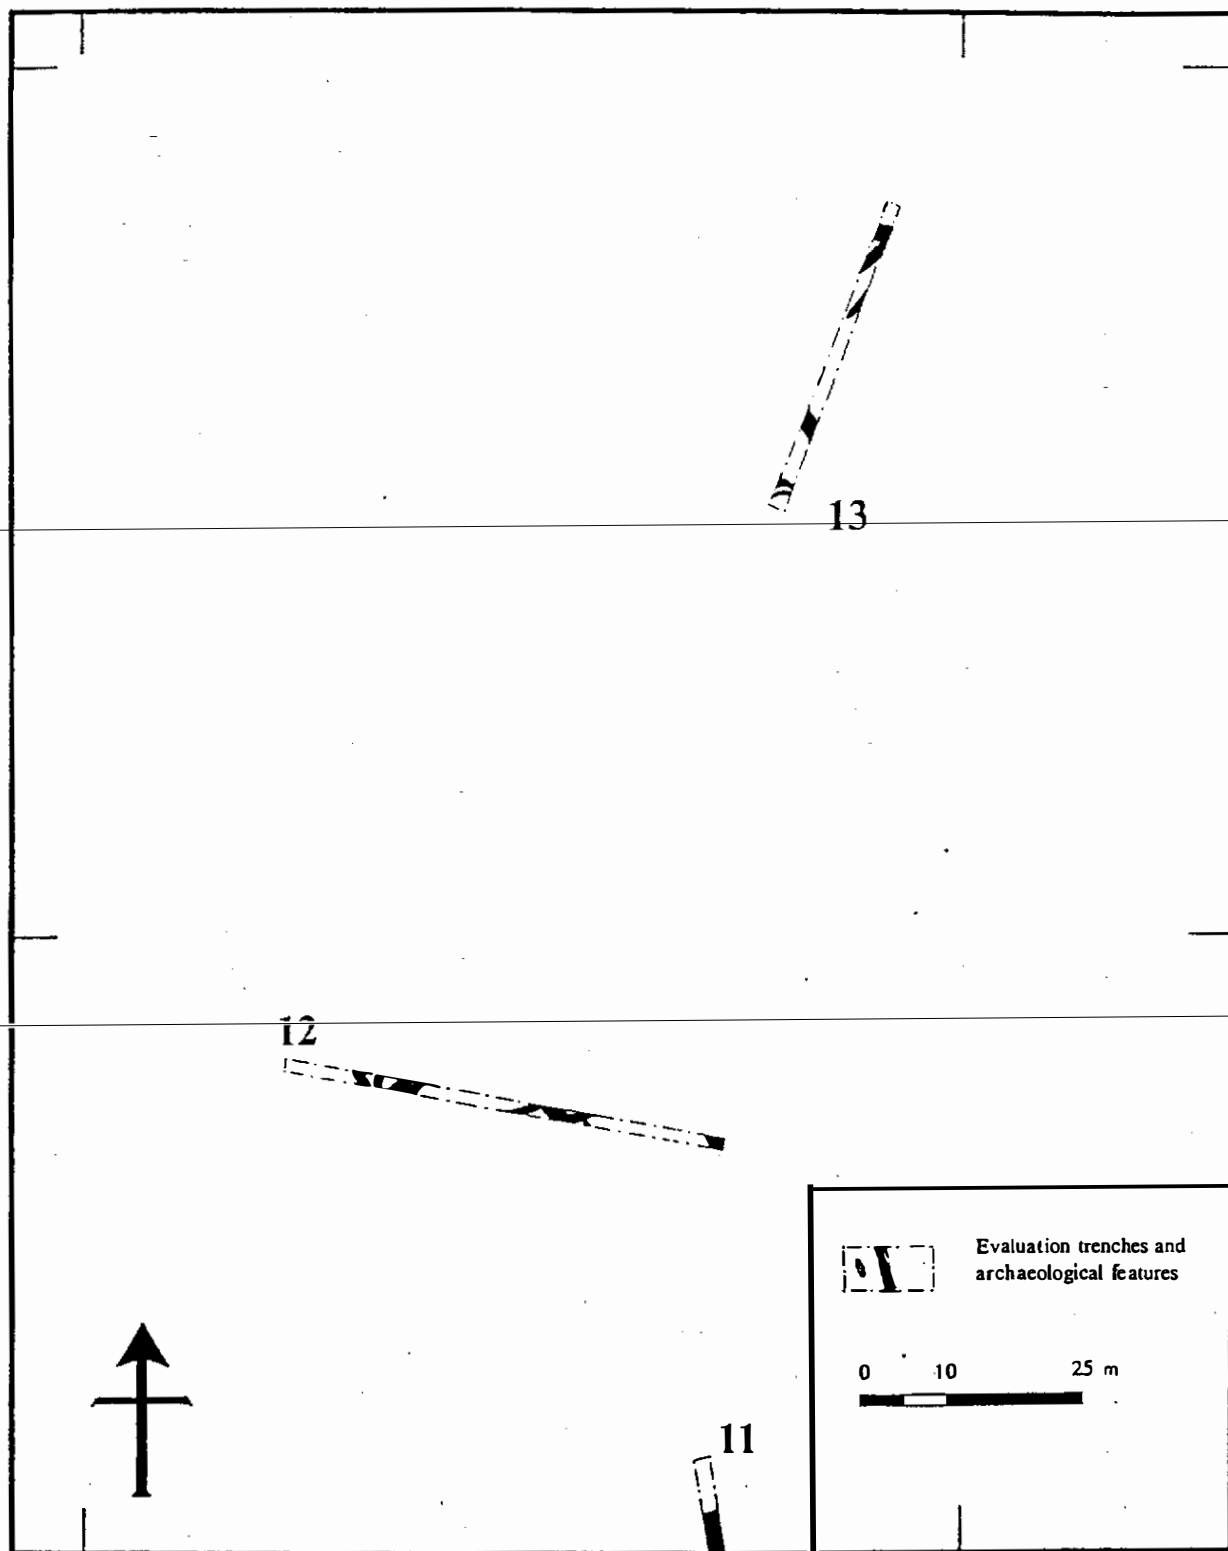 13
12
Evaluation trenches and
archaeological features
0 10 25 m
11